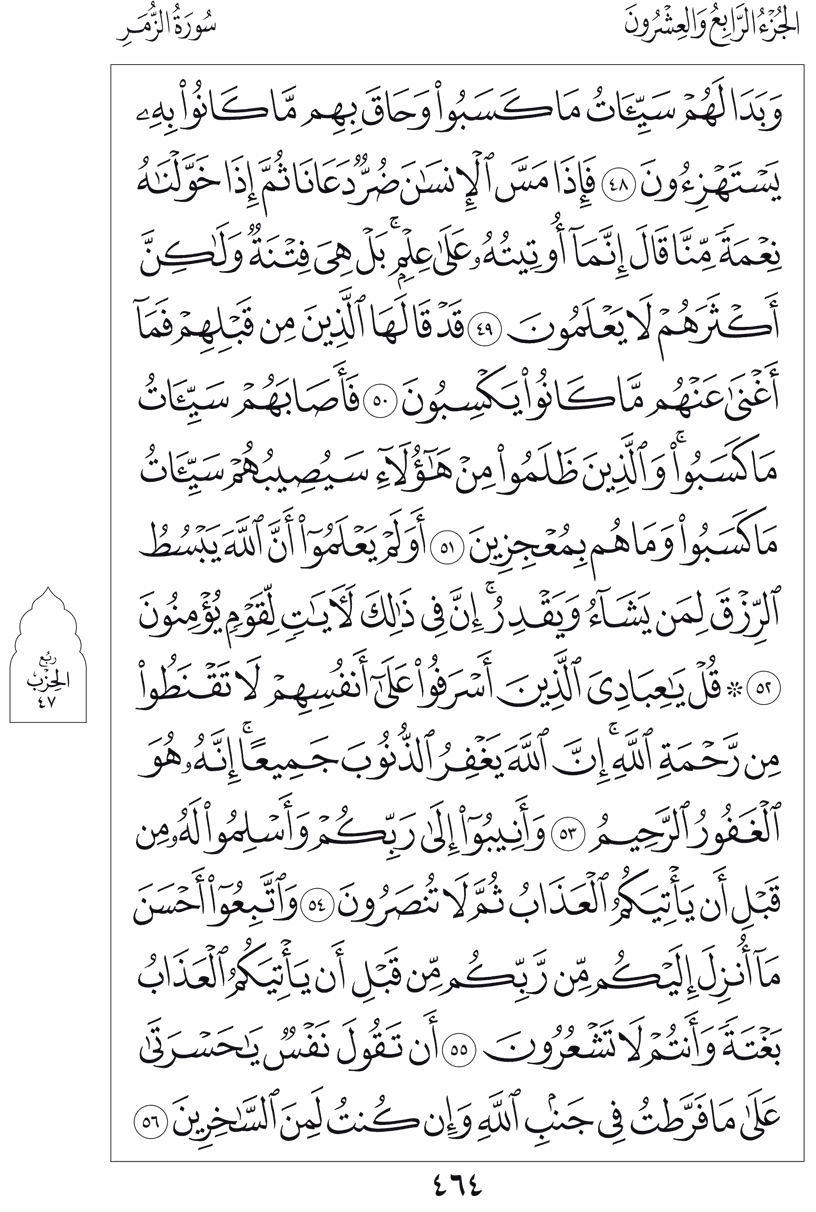 الجُزْءُ الرَّابِعُ وَالعِشْرُونَ
سُورَةُ الزُّمَرِ
وَبَدَا لَهُمْ سَيِّـَٔاتُ مَا كَسَبُوا۟ وَحَاقَ بِهِم مَّا كَانُوا۟ بِهِۦ
يَسْتَهْزِءُونَ ٤٨ فَإِذَا مَسَّ ٱلْإِنسَـٰنَ ضُرٌّ دَعَانَا ثُمَّ إِذَا خَوَّلْنَـٰهُ
نِعْمَةً مِّنَّا قَالَ إِنَّمَآ أُوتِيتُهُۥ عَلَىٰ عِلْمٍۭ ۚ بَلْ هِىَ فِتْنَةٌ وَلَـٰكِنَّ
أَكْثَرَهُمْ لَا يَعْلَمُونَ ٤٩ قَدْ قَالَهَا ٱلَّذِينَ مِن قَبْلِهِمْ فَمَآ
أَغْنَىٰ عَنْهُم مَّا كَانُوا۟ يَكْسِبُونَ ٥٠ فَأَصَابَهُمْ سَيِّـَٔاتُ
مَا كَسَبُوا۟ ۚ وَٱلَّذِينَ ظَلَمُوا۟ مِنْ هَـٰٓؤُلَآءِ سَيُصِيبُهُمْ سَيِّـَٔاتُ
مَا كَسَبُوا۟ وَمَا هُم بِمُعْجِزِينَ ٥١ أَوَلَمْ يَعْلَمُوٓا۟ أَنَّ ٱللَّهَ يَبْسُطُ
ٱلرِّزْقَ لِمَن يَشَآءُ وَيَقْدِرُ ۚ إِنَّ فِى ذَٰلِكَ لَـَٔايَـٰتٍ لِّقَوْمٍ يُؤْمِنُونَ
٥٢ ۞ قُلْ يَـٰعِبَادِىَ ٱلَّذِينَ أَسْرَفُوا۟ عَلَىٰٓ أَنفُسِهِمْ لَا تَقْنَطُوا۟
مِن رَّحْمَةِ ٱللَّهِ ۚ إِنَّ ٱللَّهَ يَغْفِرُ ٱلذُّنُوبَ جَمِيعًا ۚ إِنَّهُۥ هُوَ
ٱلْغَفُورُ ٱلرَّحِيمُ ٥٣ وَأَنِيبُوٓا۟ إِلَىٰ رَبِّكُمْ وَأَسْلِمُوا۟ لَهُۥ مِن
قَبْلِ أَن يَأْتِيَكُمُ ٱلْعَذَابُ ثُمَّ لَا تُنصَرُونَ ٥٤ وَٱتَّبِعُوٓا۟ أَحْسَنَ
مَآ أُنزِلَ إِلَيْكُم مِّن رَّبِّكُم مِّن قَبْلِ أَن يَأْتِيَكُمُ ٱلْعَذَابُ
بَغْتَةً وَأَنتُمْ لَا تَشْعُرُونَ ٥٥ أَن تَقُولَ نَفْسٌ يَـٰحَسْرَتَىٰ
عَلَىٰ مَا فَرَّطتُ فِى جَنۢبِ ٱللَّهِ وَإِن كُنتُ لَمِنَ ٱلسَّـٰخِرِينَ ٥٦
رُبْع
الحِزْب
٤٧
٤٦٤